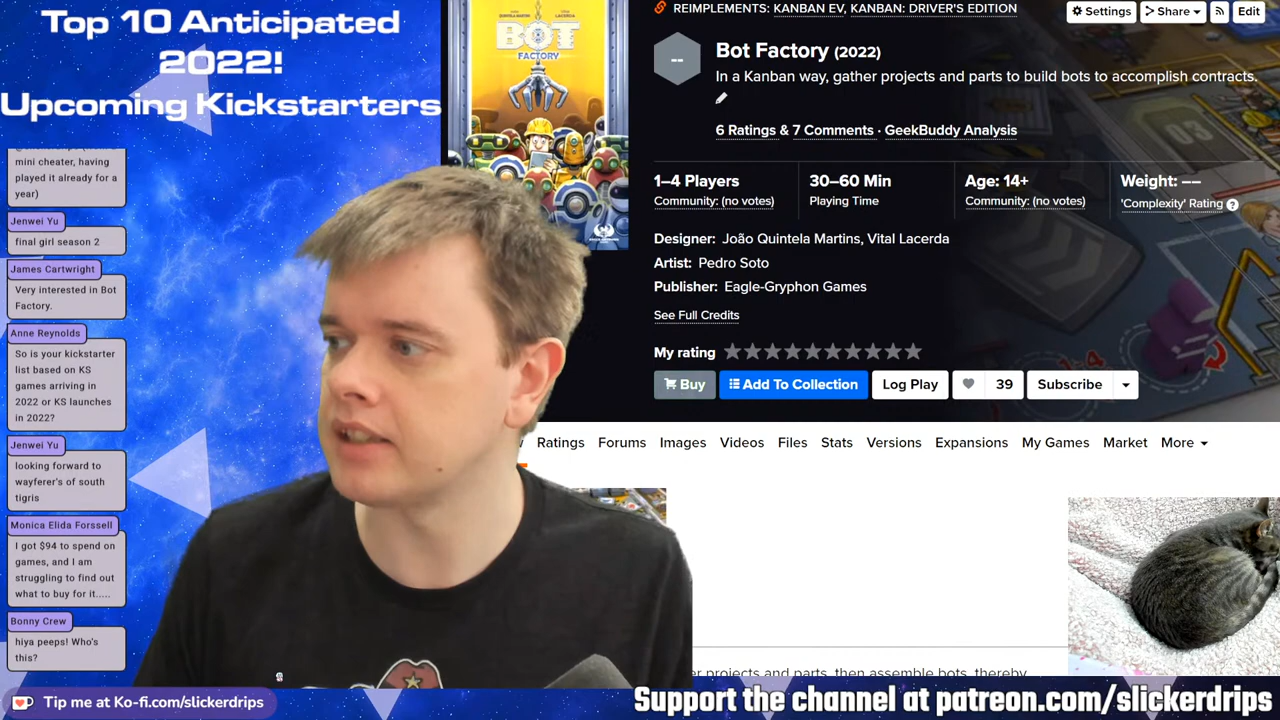 Top 10 Anticipated
2022!
Upcoming Kickstarters
mini cheater, having
played it already for a
year)
Jenwei Yu
final girl season 2
James Cartwright
Very interested in Bot
Factory.
Anne Reynolds
So is your kickstarter
list based on KS
games arriving in
2022 or KS launches
in 2022?
Jenwei Yu
looking forward to
wayferer's of south
tigris
Monica Elida Forssell
I got $94 to spend on
games, and I am
struggling to find out
what to buy for it.....
Bonny Crew
hiya peeps! Who's
this?
Tip me at Ko-fi.com/slickerdrips
BOT
FACTORY
REIMPLEMENTS: KANBAN EV, KANBAN: DRIVER'S EDITION
Settings
Share
Edit
--
Bot Factory (2022)
In a Kanban way, gather projects and parts to build bots to accomplish contracts.
6 Ratings & 7 Comments · GeekBuddy Analysis
1–4 Players
Community: (no votes)
30–60 Min
Playing Time
Age: 14+
Community: (no votes)
Weight: ––
'Complexity' Rating ?
Designer: João Quintela Martins, Vital Lacerda
Artist: Pedro Soto
Publisher: Eagle-Gryphon Games
See Full Credits
My rating
Buy
Add To Collection
Log Play
39
Subscribe
Ratings Forums Images Videos Files Stats Versions Expansions My Games Market More
projects and parts, then assemble bots, thereby
Support the channel at patreon.com/slickerdrips